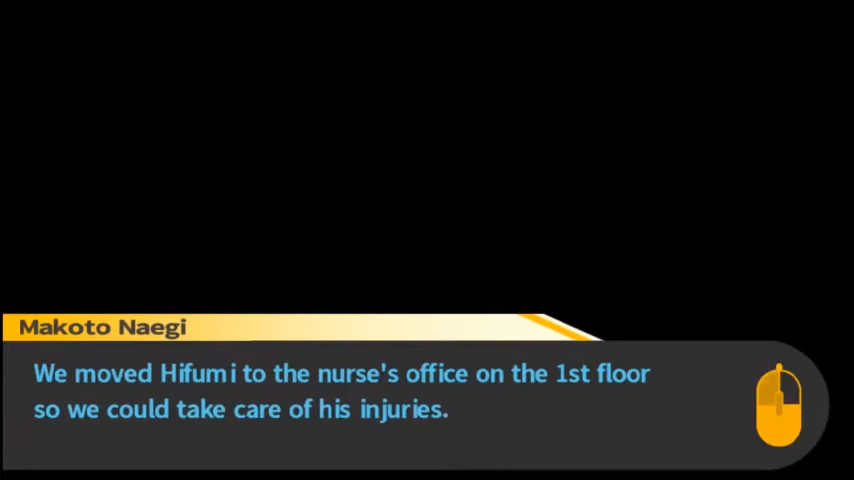 Makoto Naegi
We moved Hifumi to the nurse's office on the 1st floor
so we could take care of his injuries.